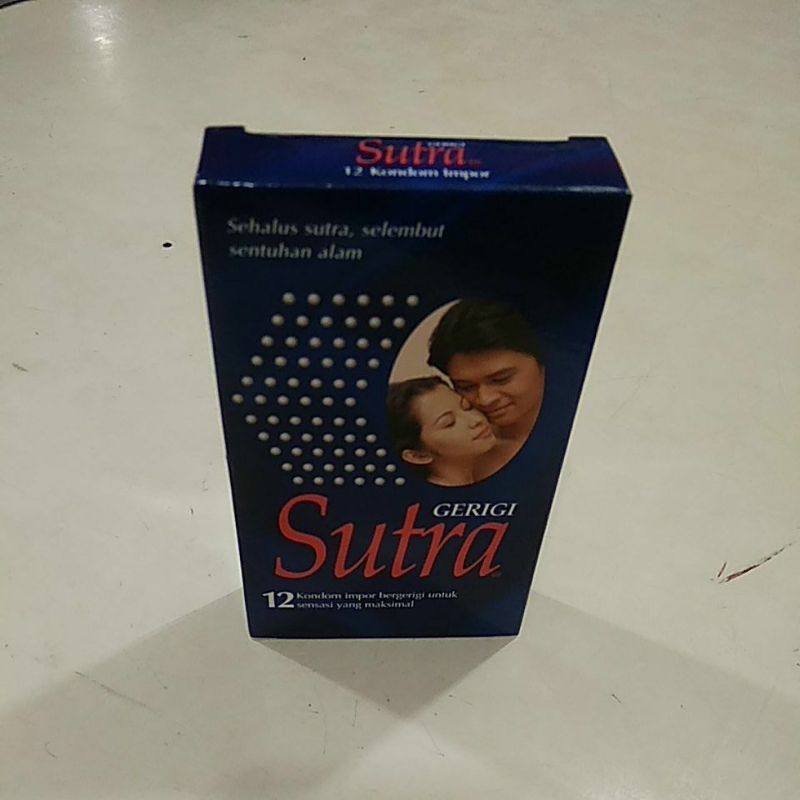 GERIGI
Sutra
12 Kondom Impor
Sehalus sutra, selembut
sentuhan alam
GERIGI
Sutra
12 Kondom impor bergerigi untuk
sensasi yang maksimal